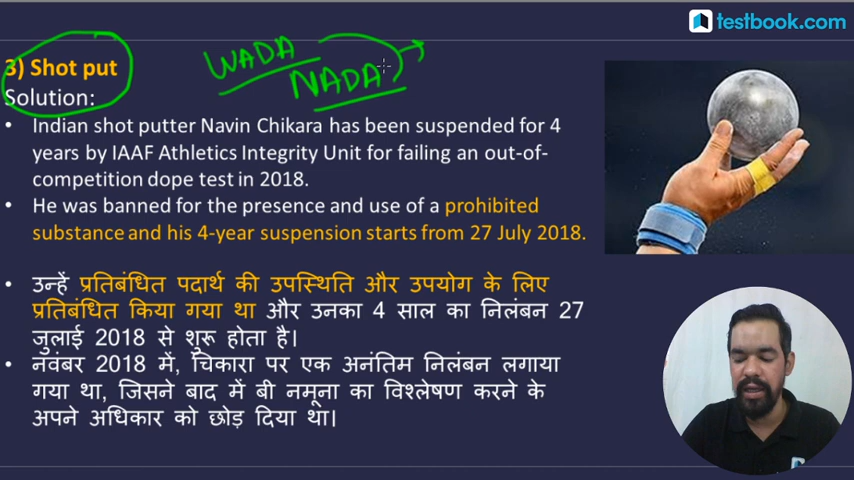 testbook.com
WADA
NADA
3) Shot put
Solution:
• Indian shot putter Navin Chikara has been suspended for 4
years by IAAF Athletics Integrity Unit for failing an out-of-
competition dope test in 2018.
• He was banned for the presence and use of a prohibited
substance and his 4-year suspension starts from 27 July 2018.
• उन्हें प्रतिबंधित पदार्थ की उपस्थिति और उपयोग के लिए
प्रतिबंधित किया गया था और उनका 4 साल का निलंबन 27
जुलाई 2018 से शुरू होता है।
• नवंबर 2018 में, चिकारा पर एक अनंतिम निलंबन लगाया
गया था, जिसने बाद में बी नमूना का विश्लेषण करने के
अपने अधिकार को छोड़ दिया था।